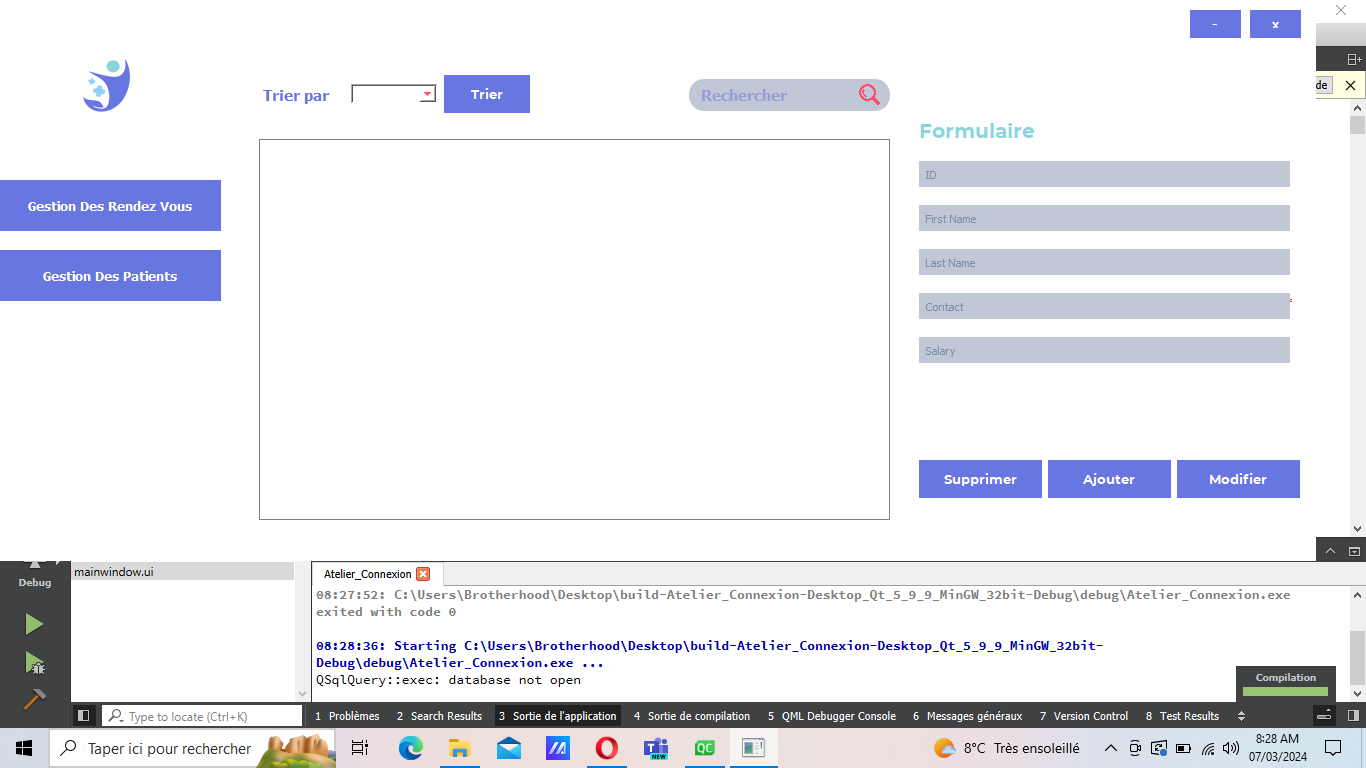 -
x
de
Trier par
Trier
Rechercher
Formulaire
ID
First Name
Last Name
Contact
Salary
Gestion Des Rendez Vous
Gestion Des Patients
Supprimer
Ajouter
Modifier
Debug
mainwindow.ui
Atelier_Connexion
08:27:52: C:\Users\Brotherhood\Desktop\build-Atelier_Connexion-Desktop_Qt_5_9_9_MinGW_32bit-Debug\debug\Atelier_Connexion.exe
exited with code 0
08:28:36: Starting C:\Users\Brotherhood\Desktop\build-Atelier_Connexion-Desktop_Qt_5_9_9_MinGW_32bit-
Debug\debug\Atelier_Connexion.exe ...
QSqlQuery::exec: database not open
Compilation
Type to locate (Ctrl+K)
1 Problèmes
2 Search Results
3 Sortie de l'application
4 Sortie de compilation
5 QML Debugger Console
6 Messages généraux
7 Version Control
8 Test Results
Taper ici pour rechercher
NEW
QC
8°C Très ensoleillé
8:28 AM
07/03/2024